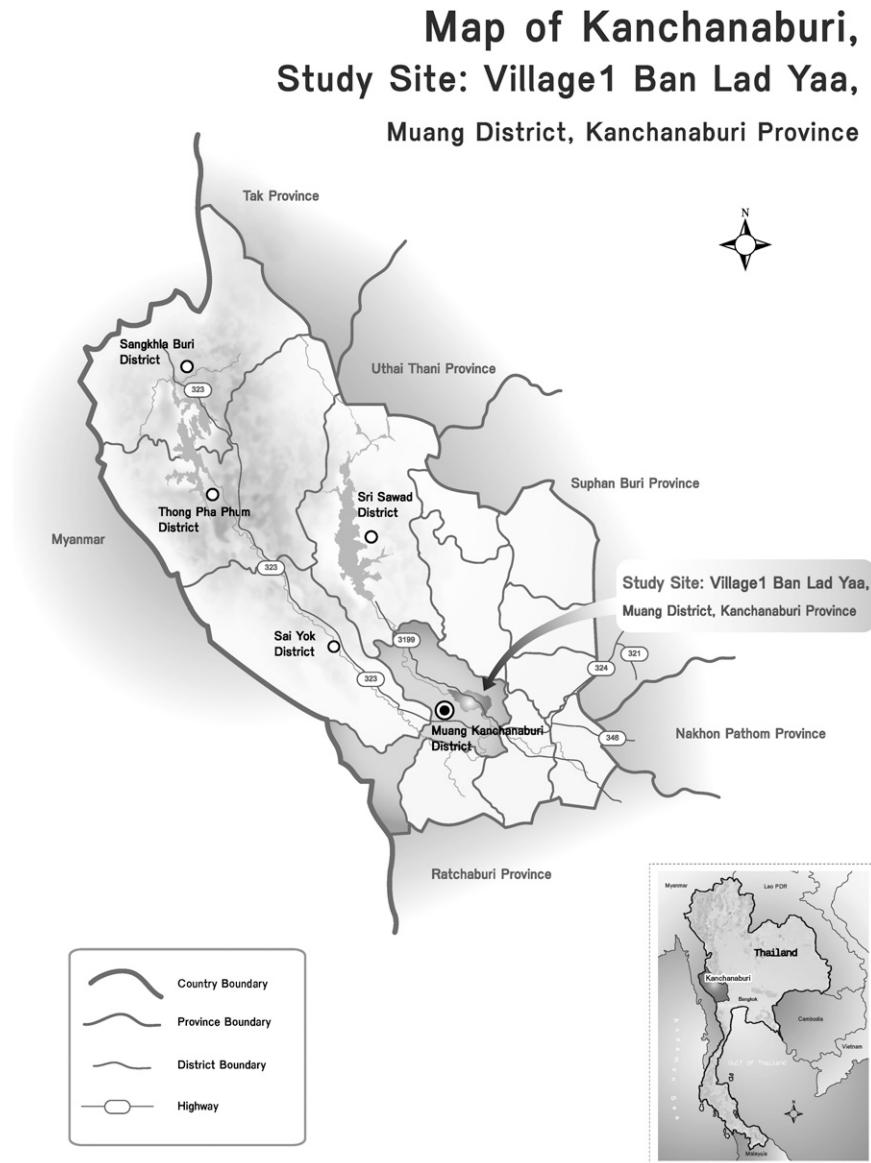 Map of Kanchanaburi,
Study Site: Village1 Ban Lad Yaa,
Muang District, Kanchanaburi Province
Tak Province
N
Sangkhla Buri
District
323
Uthai Thani Province
Suphan Buri Province
Thong Pha Phum
District
Sri Sawad
District
Myanmar
323
Study Site: Village1 Ban Lad Yaa,
Muang District, Kanchanaburi Province
Sai Yok
District
3199
321
324
323
Muang Kanchanaburi
District
346
Nakhon Pathom Province
Ratchaburi Province
Country Boundary
Province Boundary
District Boundary
Highway
Myanmar
Lao PDR
Thailand
Kanchanaburi
Bangkok
Cambodia
Vietnam
Andaman Sea
Gulf of Thailand
N
Malaysia